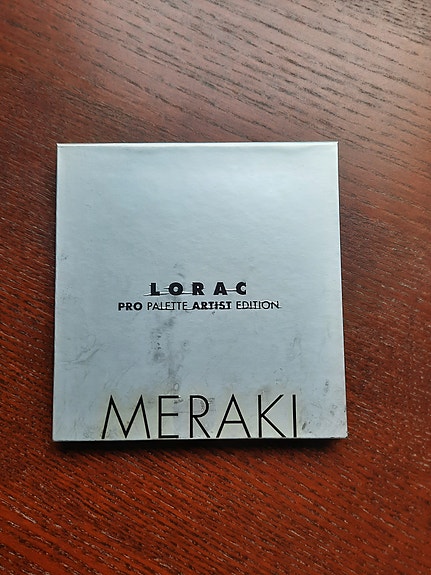 LORAC
PRO PALETTE ARTIST EDITION
MERAKI